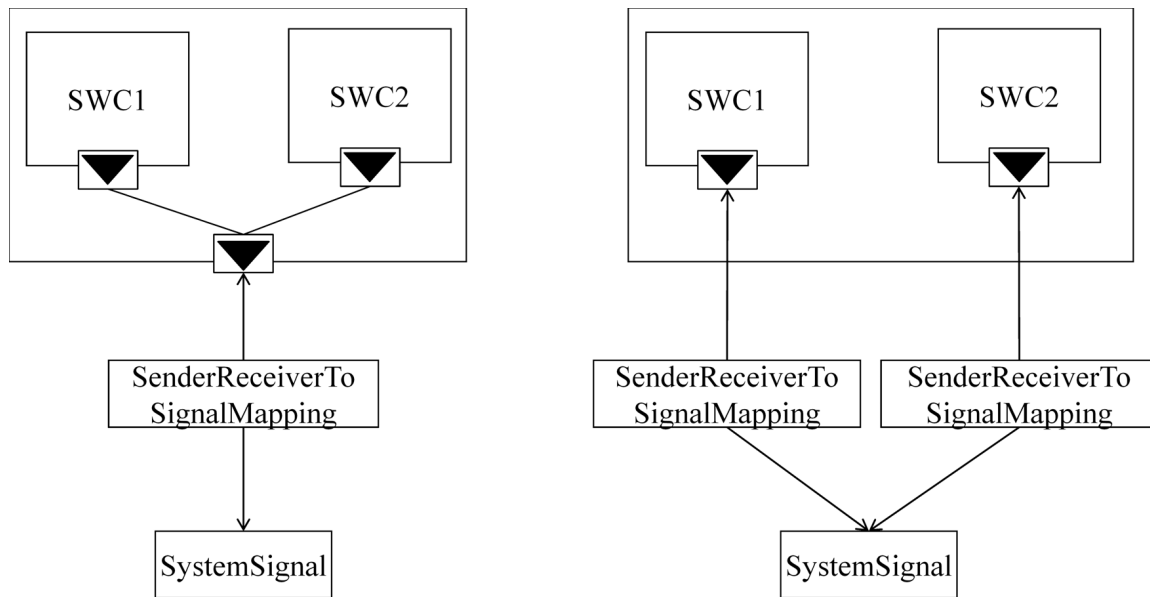 SWC1
SWC2
SenderReceiverTo
SignalMapping
SystemSignal
SWC1
SWC2
SenderReceiverTo
SignalMapping
SenderReceiverTo
SignalMapping
SystemSignal